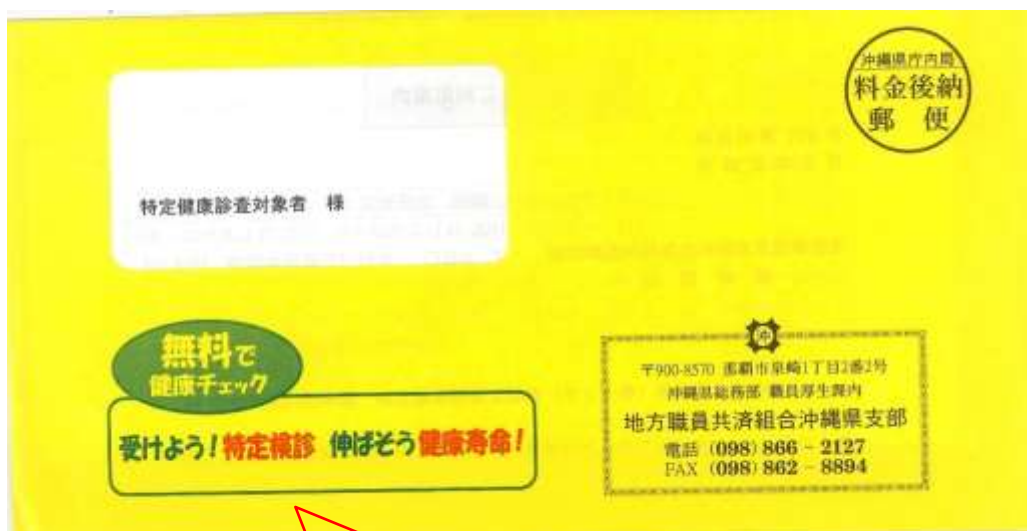 沖縄県庁内局
料金後納
郵 便
特定健康診査対象者 様
無料で
健康チェック
受けよう!特定検診 伸ばそう健康寿命!
沖
〒900-8570 那覇市泉崎1丁目2番2号
沖縄県総務部 職員厚生課内
地方職員共済組合沖縄県支部
電話 (098) 866 - 2127
FAX (098) 862 - 8894